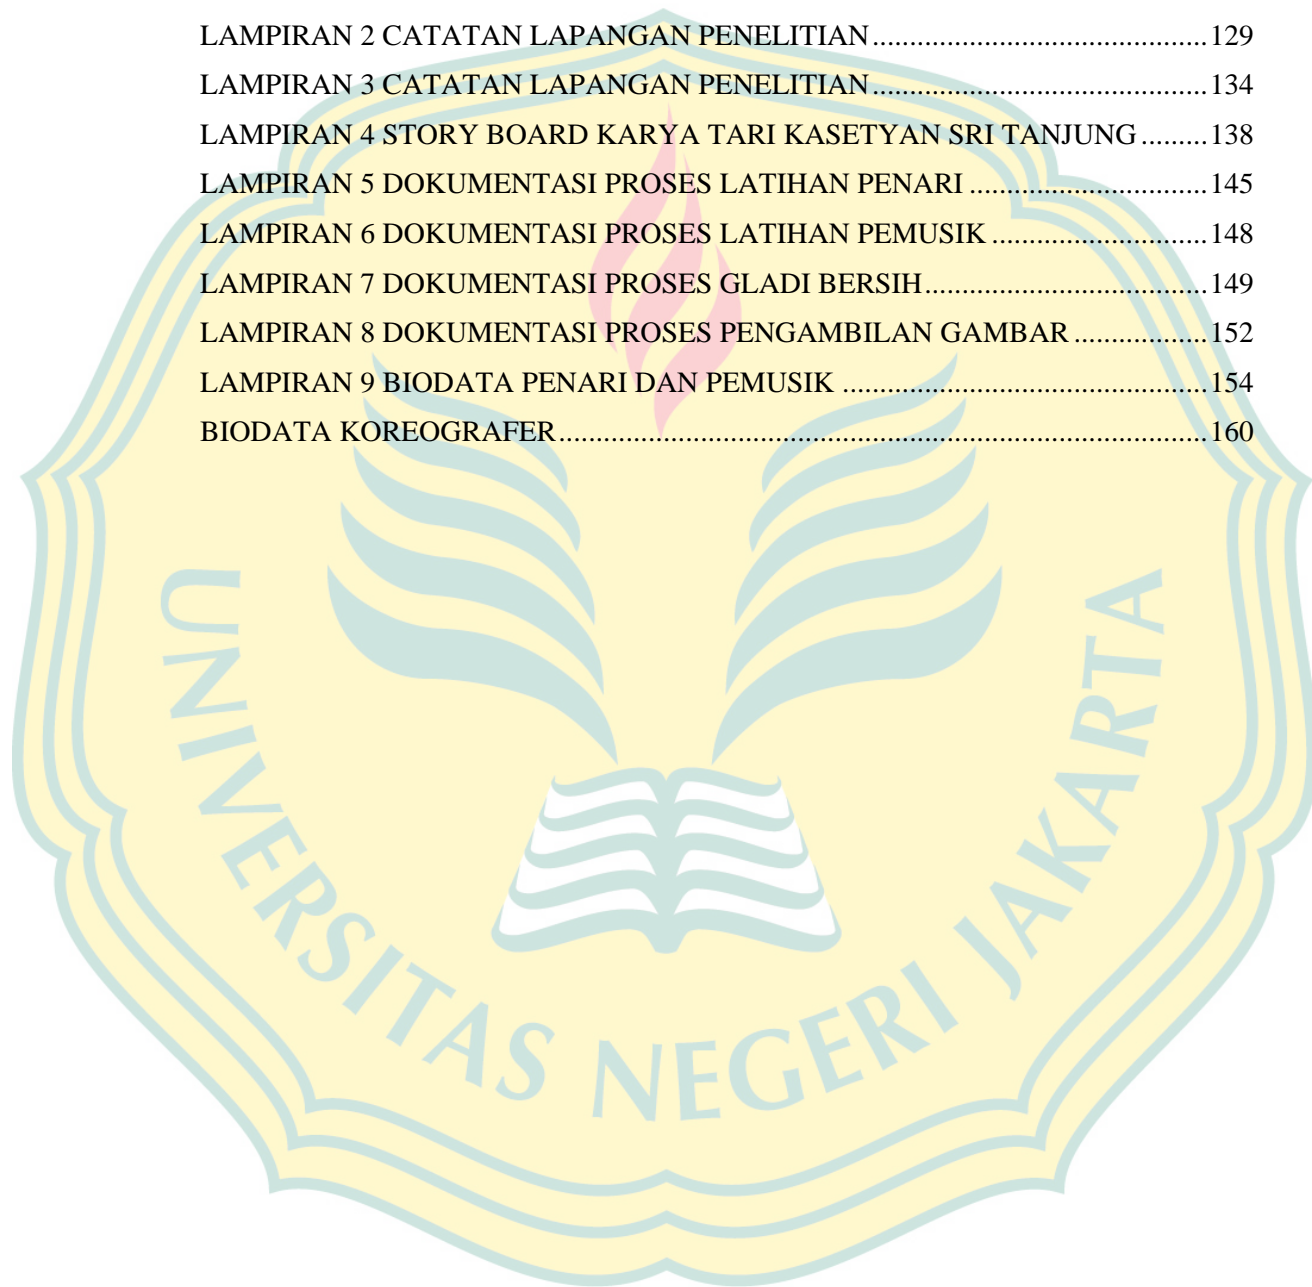 LAMPIRAN 2 CATATAN LAPANGAN PENELITIAN.............................................129
LAMPIRAN 3 CATATAN LAPANGAN PENELITIAN.............................................134
LAMPIRAN 4 STORY BOARD KARYA TARI KASETYAN SRI TANJUNG.........138
LAMPIRAN 5 DOKUMENTASI PROSES LATIHAN PENARI................................145
LAMPIRAN 6 DOKUMENTASI PROSES LATIHAN PEMUSIK.............................148
LAMPIRAN 7 DOKUMENTASI PROSES GLADI BERSIH......................................149
LAMPIRAN 8 DOKUMENTASI PROSES PENGAMBILAN GAMBAR..................152
LAMPIRAN 9 BIODATA PENARI DAN PEMUSIK.................................................154
BIODATA KOREOGRAFER.......................................................................................160
UNIVERSITAS NEGERI JAKARTA